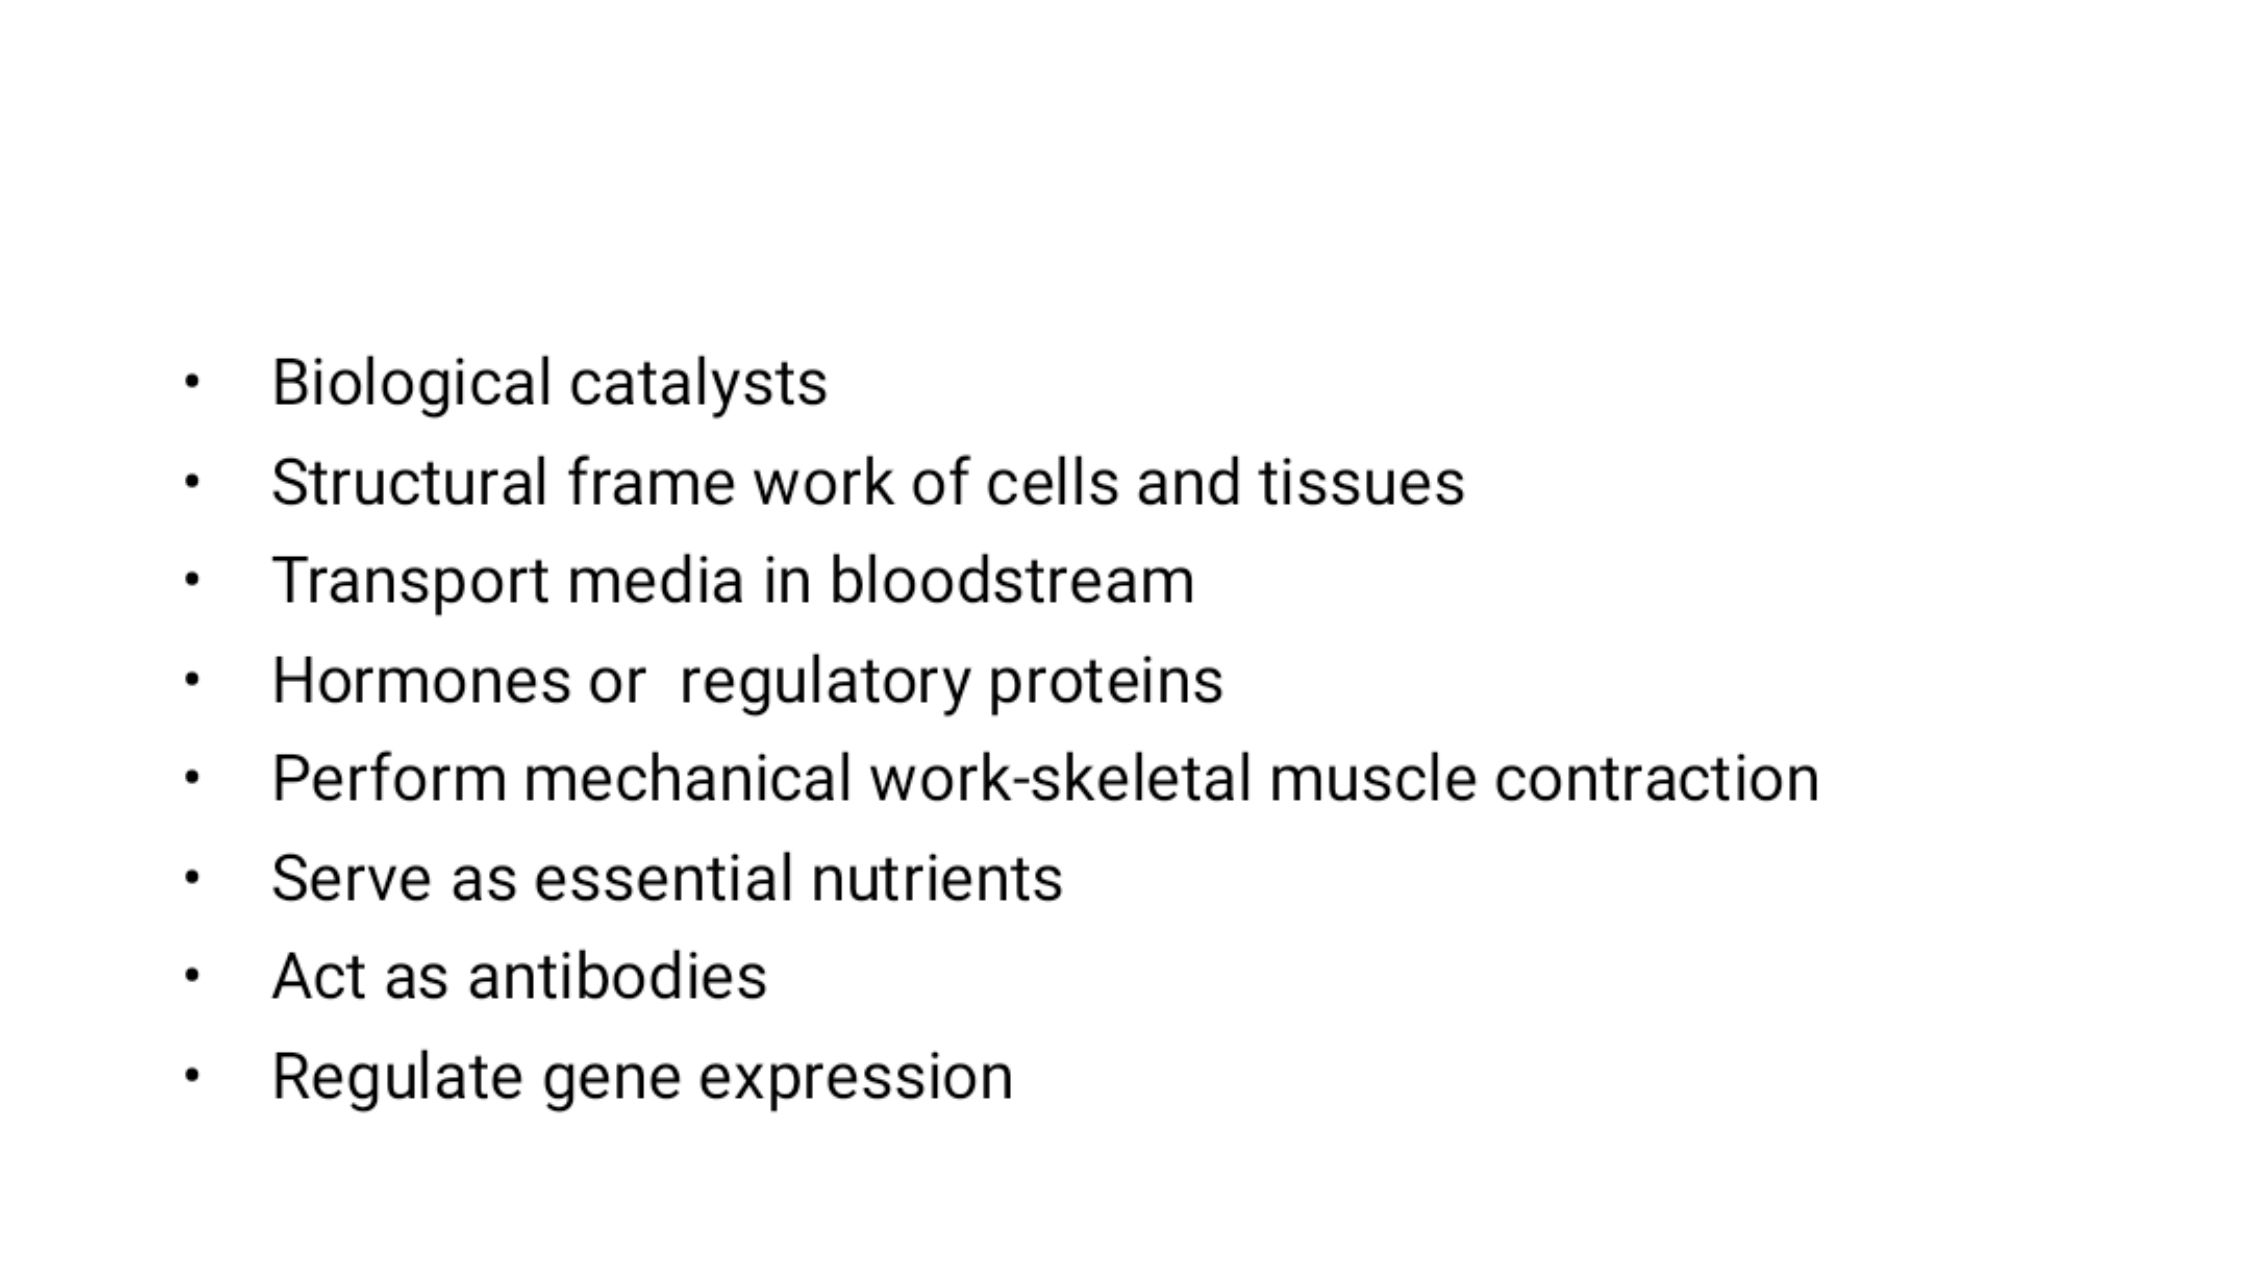 • Biological catalysts
• Structural frame work of cells and tissues
• Transport media in bloodstream
• Hormones or  regulatory proteins
• Perform mechanical work-skeletal muscle contraction
• Serve as essential nutrients
• Act as antibodies
• Regulate gene expression